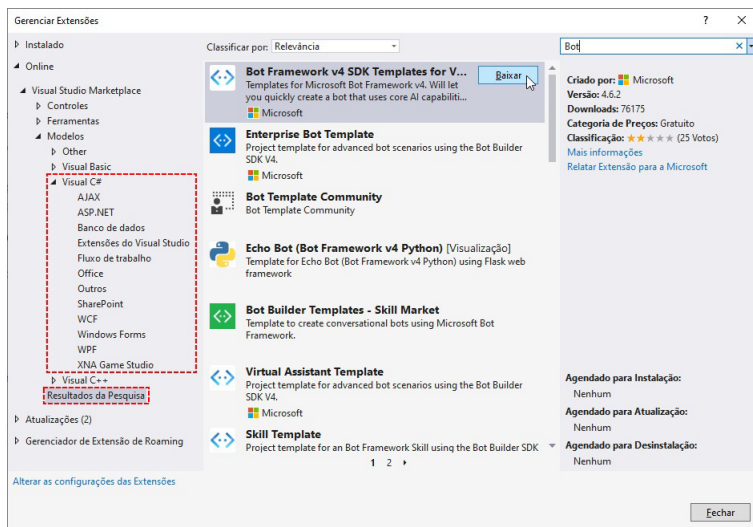 Gerenciar Extensões
?
Instalado
Online
Visual Studio Marketplace
Controles
Ferramentas
Modelos
Other
Visual Basic
Visual C#
AJAX
ASP.NET
Banco de dados
Extensões do Visual Studio
Fluxo de trabalho
Office
Outros
SharePoint
WCF
Windows Forms
WPF
XNA Game Studio
Visual C++
Resultados da Pesquisa
Atualizações (2)
Gerenciador de Extensão de Roaming
Alterar as configurações das Extensões
Classificar por: Relevância
Bot Framework v4 SDK Templates for V...
Baixar
Templates for Microsoft Bot Framework v4. Will let
you quickly create a bot that uses core AI capabiliti...
Microsoft
Enterprise Bot Template
Project template for advanced bot scenarios using the Bot Builder
SDK V4.
Microsoft
Bot Template Community
Bot Template Community
Echo Bot (Bot Framework v4 Python) [Visualização]
Template for Echo Bot (Bot Framework v4 Python) using Flask web
framework
Bot Builder Templates - Skill Market
Template to create conversational bots using Microsoft Bot
Framework.
Virtual Assistant Template
Project template for advanced bot scenarios using the Bot Builder
SDK V4.
Microsoft
Skill Template
Project template for an Bot Framework Skill using the Bot Builder SDK
1 2
Bot
Criado por: Microsoft
Versão: 4.6.2
Downloads: 76175
Categoria de Preços: Gratuito
Classificação: (25 Votos)
Mais informações
Relatar Extensão para a Microsoft
Agendado para Instalação:
Nenhum
Agendado para Atualização:
Nenhum
Agendado para Desinstalação:
Nenhum
Fechar